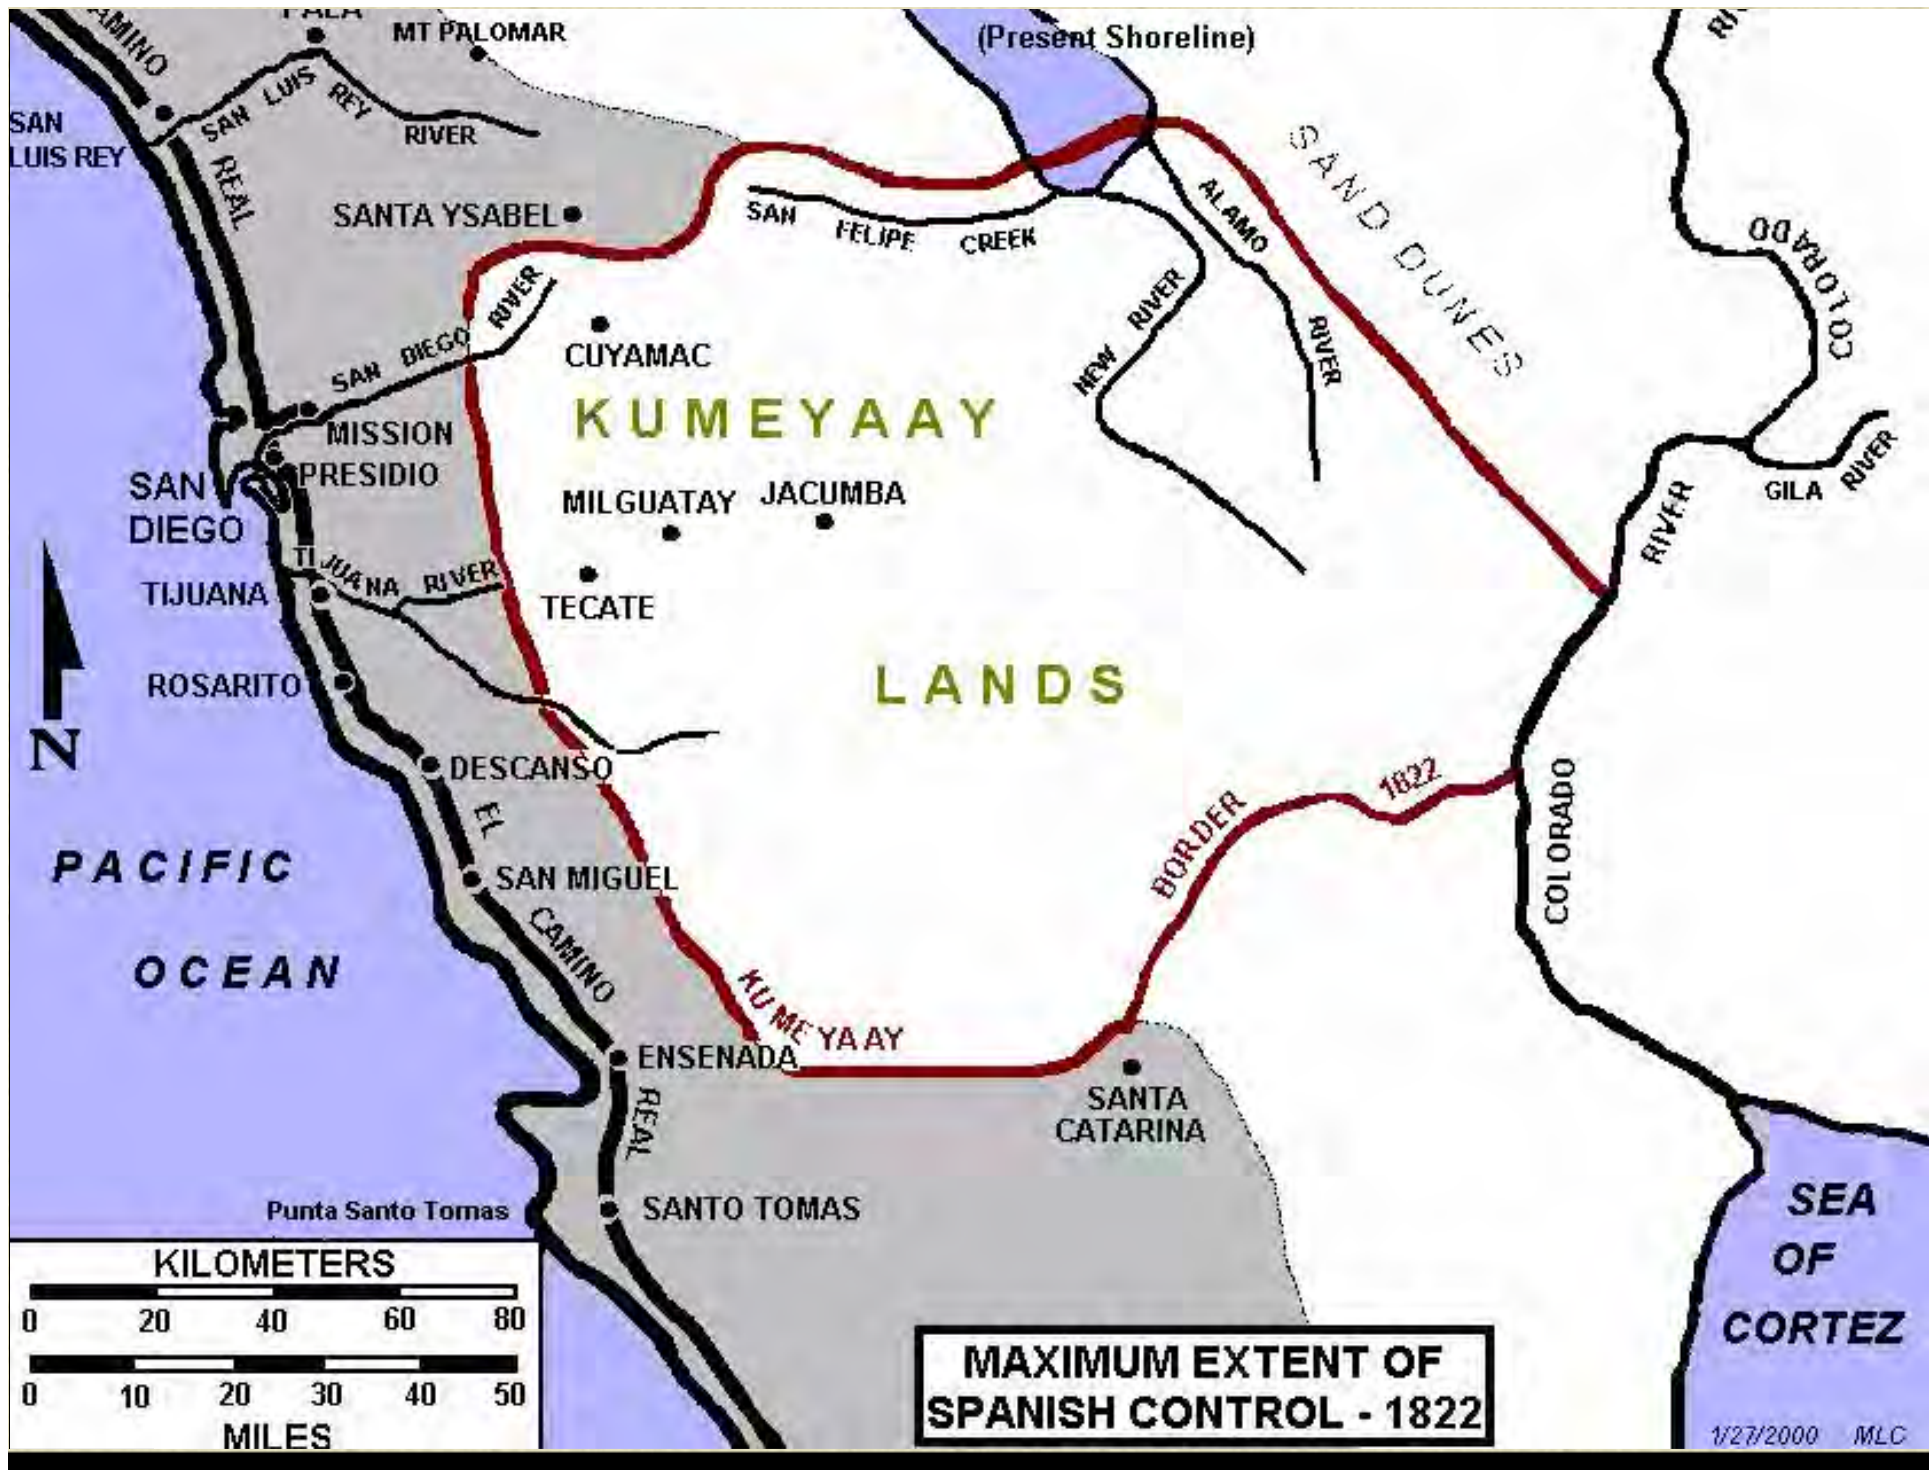 PALA
MT PALOMAR
(Present Shoreline)
CAMINO
REAL
SAN
LUIS REY
SAN LUIS REY
RIVER
SANTA YSABEL
SAN FELIPE CREEK
ALAMO
RIVER
SAND DUNES
COLORADO
RIVER
GILA RIVER
SAN DIEGO RIVER
CUYAMAC
NEW RIVER
KUMEYAAY
MISSION
PRESIDIO
SAN
DIEGO
MILGUATAY
JACUMBA
TIJUANA RIVER
TIJUANA
TECATE
ROSARITO
LANDS
N
DESCANSO
EL
CAMINO
REAL
SAN MIGUEL
PACIFIC
OCEAN
KUMEYAAY
BORDER
1822
COLORADO
ENSENADA
SANTA
CATARINA
Punta Santo Tomas
SANTO TOMAS
SEA
OF
CORTEZ
KILOMETERS
0 20 40 60 80
0 10 20 30 40 50
MILES
MAXIMUM EXTENT OF
SPANISH CONTROL - 1822
1/27/2000 MLC